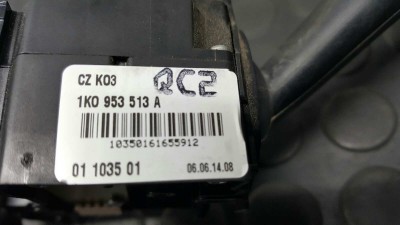 CZ K03
QC2
1K0 953 513 A
10350161655912
01 1035 01
06.06.14.08